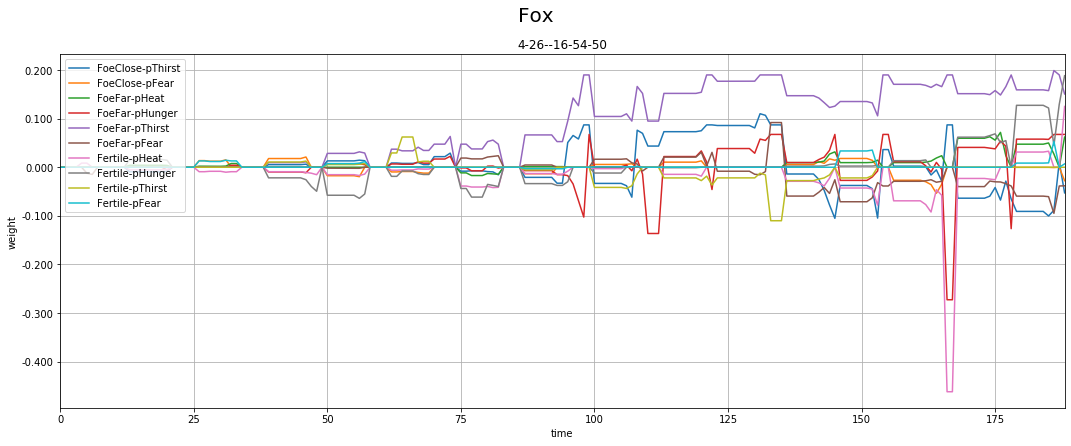 Fox
4-26--16-54-50
0.200
0.100
0.000
-0.100
-0.200
-0.300
-0.400
weight
FoeClose-pThirst
FoeClose-pFear
FoeFar-pHeat
FoeFar-pHunger
FoeFar-pThirst
FoeFar-pFear
Fertile-pHeat
Fertile-pHunger
Fertile-pThirst
Fertile-pFear
0 25 50 75 100 125 150 175
time